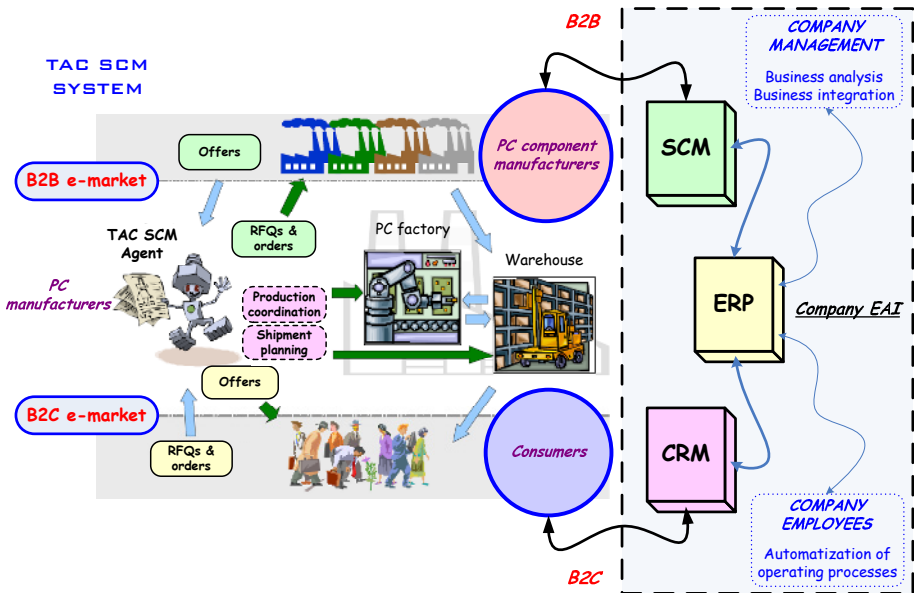 B2B
COMPANY
MANAGEMENT
Business analysis
Business integration
TAC SCM
SYSTEM
Offers
PC component
manufacturers
SCM
B2B e-market
RFQs &
orders
TAC SCM
Agent
PC factory
Warehouse
PC
manufacturers
Production
coordination
Shipment
planning
ERP
Company EAI
Offers
B2C e-market
RFQs &
orders
Consumers
CRM
COMPANY
EMPLOYEES
Automatization of
operating processes
B2C